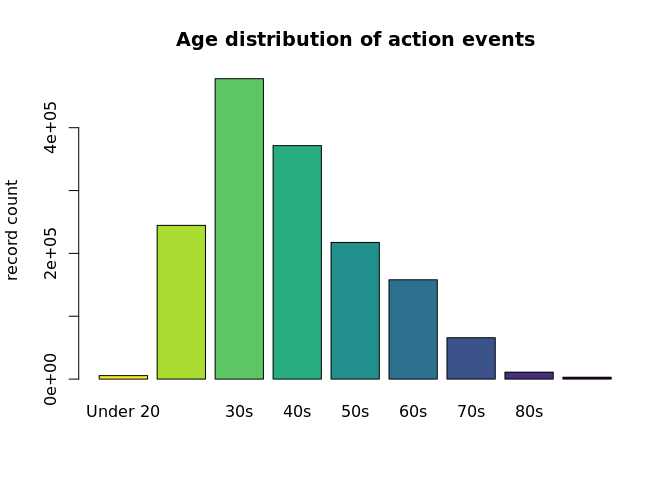 Age distribution of action events
record count
4e+05
2e+05
0e+00
Under 20 30s 40s 50s 60s 70s 80s